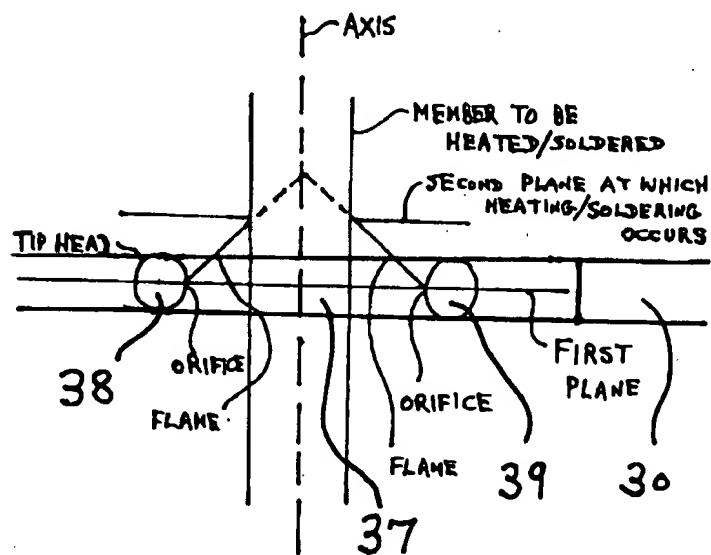 AXIS
MEMBER TO BE
HEATED/SOLDERED
SECOND PLANE AT WHICH
HEATING/SOLDERING
OCCURS
TIP HEAD
38
ORIFICE
FLAME
37
ORIFICE
FLAME
39
FIRST
PLANE
30